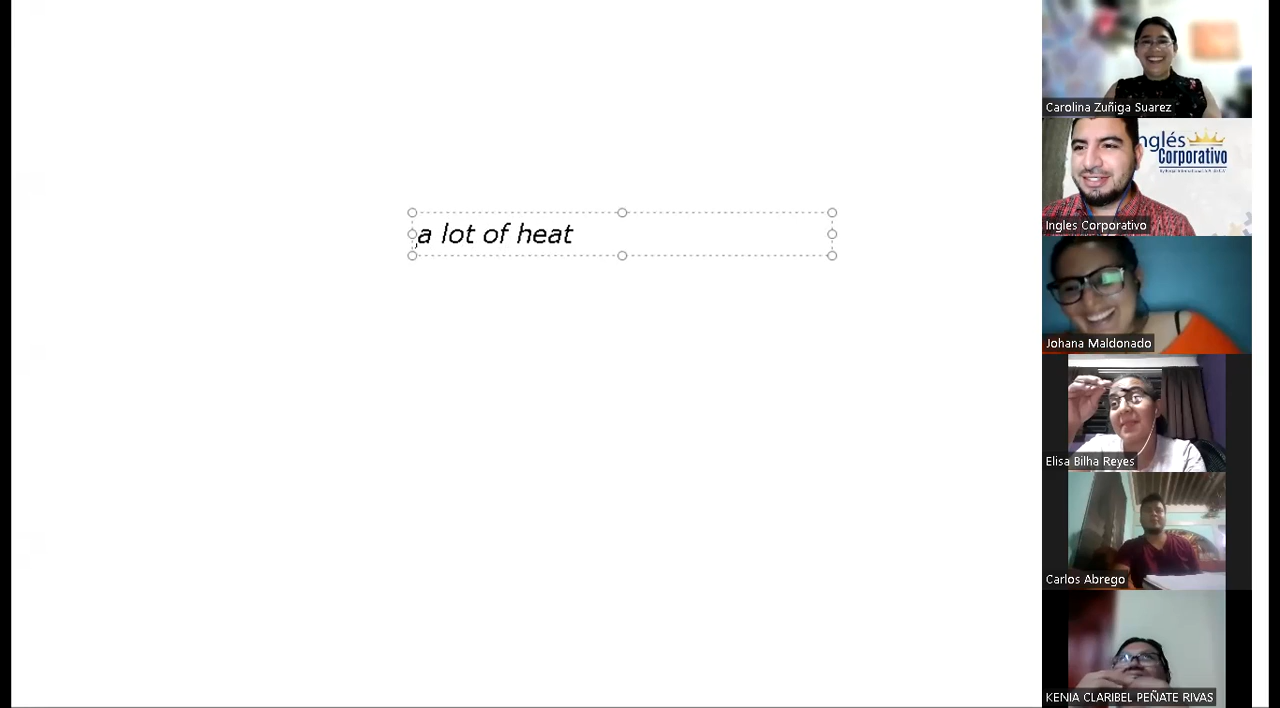 a lot of heat
Carolina Zuñiga Suarez
nglés
Corporativo
Ingles Corporativo
Johana Maldonado
Elisa Bilha Reyes
Carlos Abrego
KENIA CLARIBEL PEÑATE RIVAS